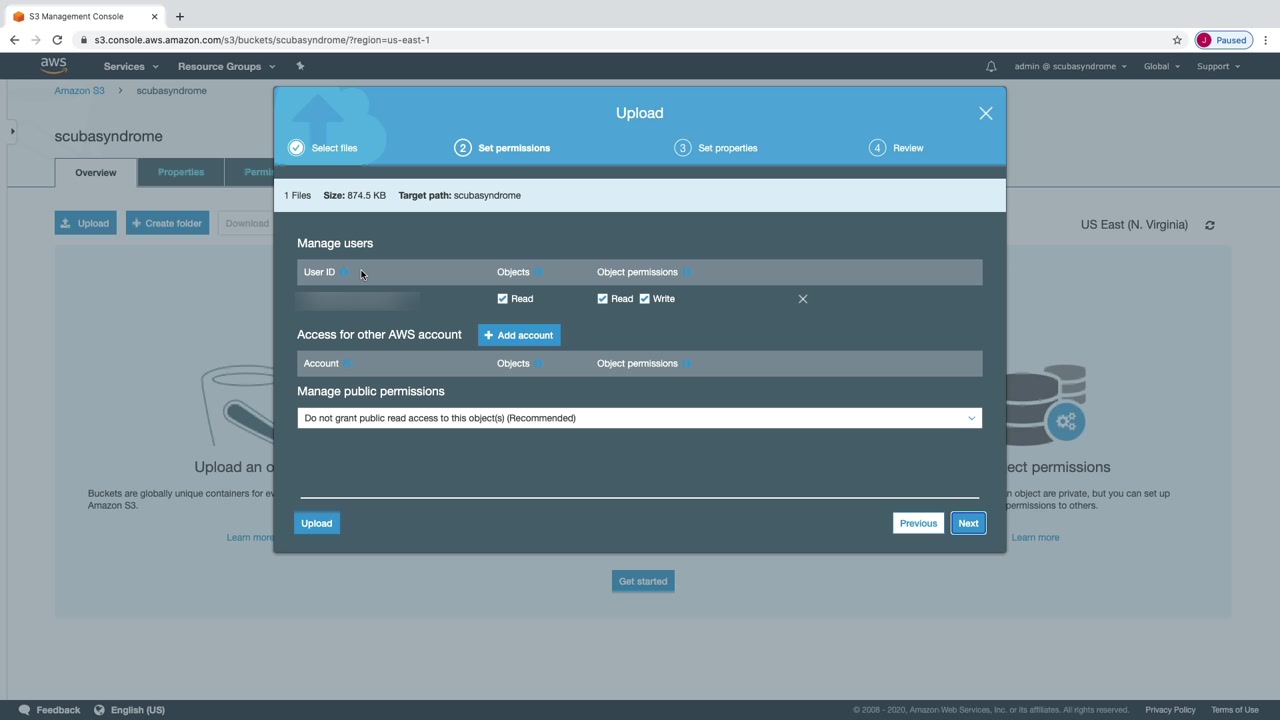 S3 Management Console
s3.console.aws.amazon.com/s3/buckets/scubasyndrome/?region=us-east-1
J Paused
aws Services Resource Groups admin @ scubasyndrome Global Support
Amazon S3 > scubasyndrome
scubasyndrome
Overview Properties Permi
Upload + Create folder Download
US East (N. Virginia)
Upload
Select files 2 Set permissions 3 Set properties 4 Review
1 Files Size: 874.5 KB Target path: scubasyndrome
Manage users
User ID Objects Object permissions
Read Read Write
Access for other AWS account + Add account
Account Objects Object permissions
Manage public permissions
Do not grant public read access to this object(s) (Recommended)
Upload Previous Next
Upload an o
Buckets are globally unique containers for ev
Amazon S3.
Learn more
ect permissions
n object are private, but you can set up
permissions to others.
Learn more
Get started
Feedback English (US) © 2008 - 2020, Amazon Web Services, Inc. or its affiliates. All rights reserved. Privacy Policy Terms of Use